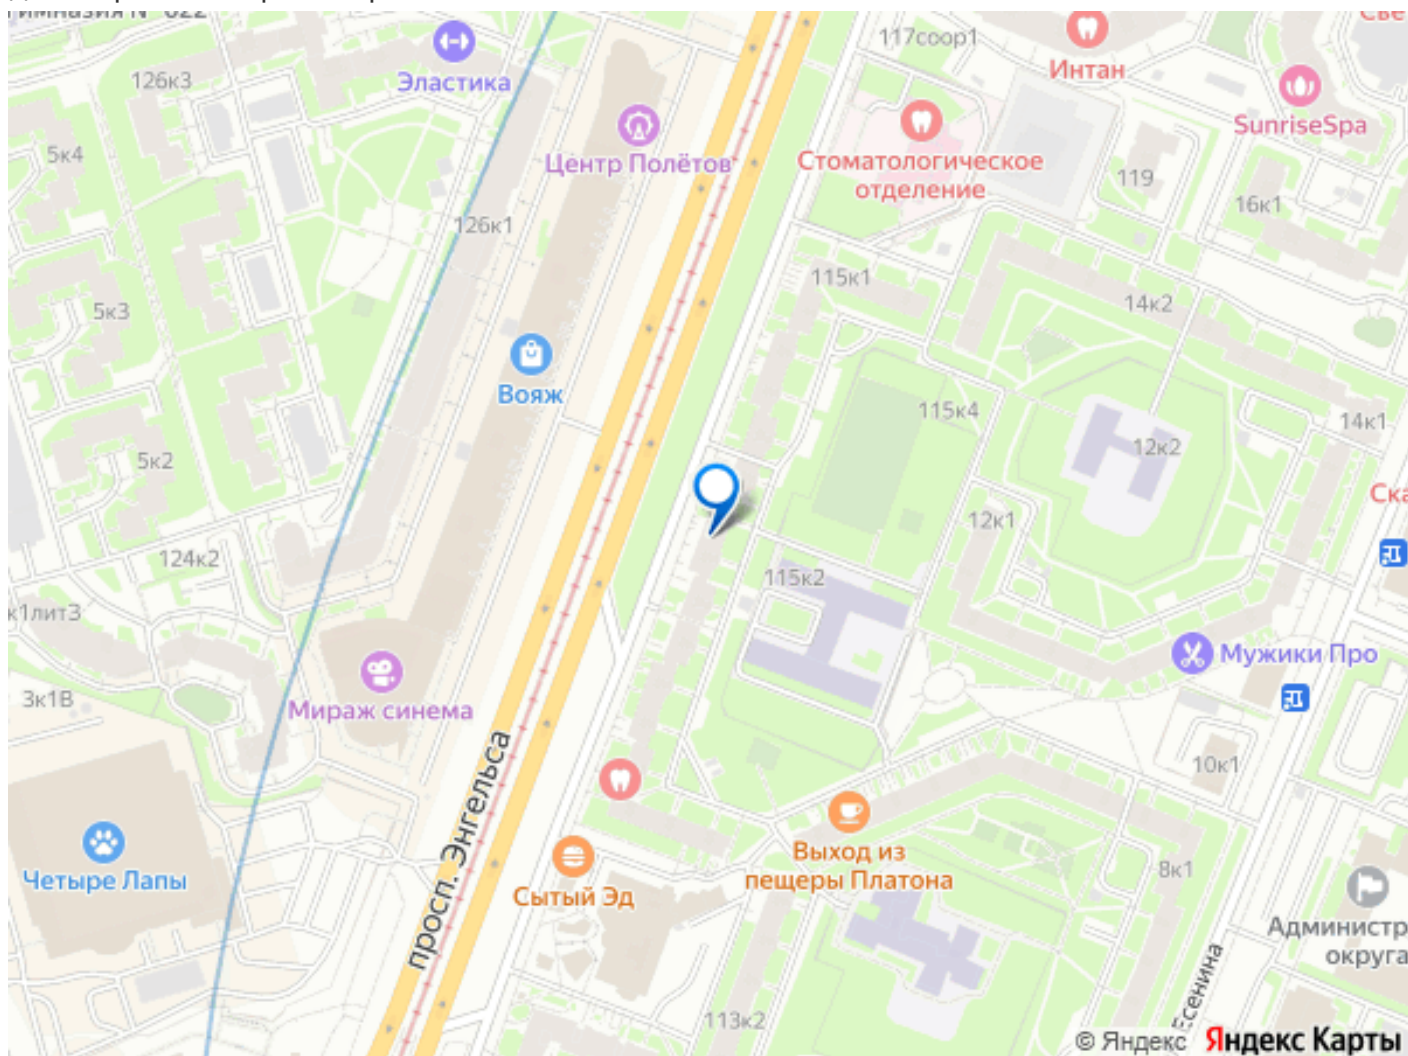 117соор1
Интан
Эластика
126к3
SunriseSpa
Центр Полётов
Стоматологическое
отделение
5к4
119
16к1
126к1
115к1
14к2
5к3
Вояж
115к4
14к1
12к2
5к2
12к1
124к2
115к2
к1лит3
Мужики Про
3к1В
Мираж синема
просп. Энгельса
10к1
Четыре Лапы
Сытый Эд
Выход из
пещеры Платона
8к1
Администр
округа
Есенина
113к2
© Яндекс Яндекс Карты